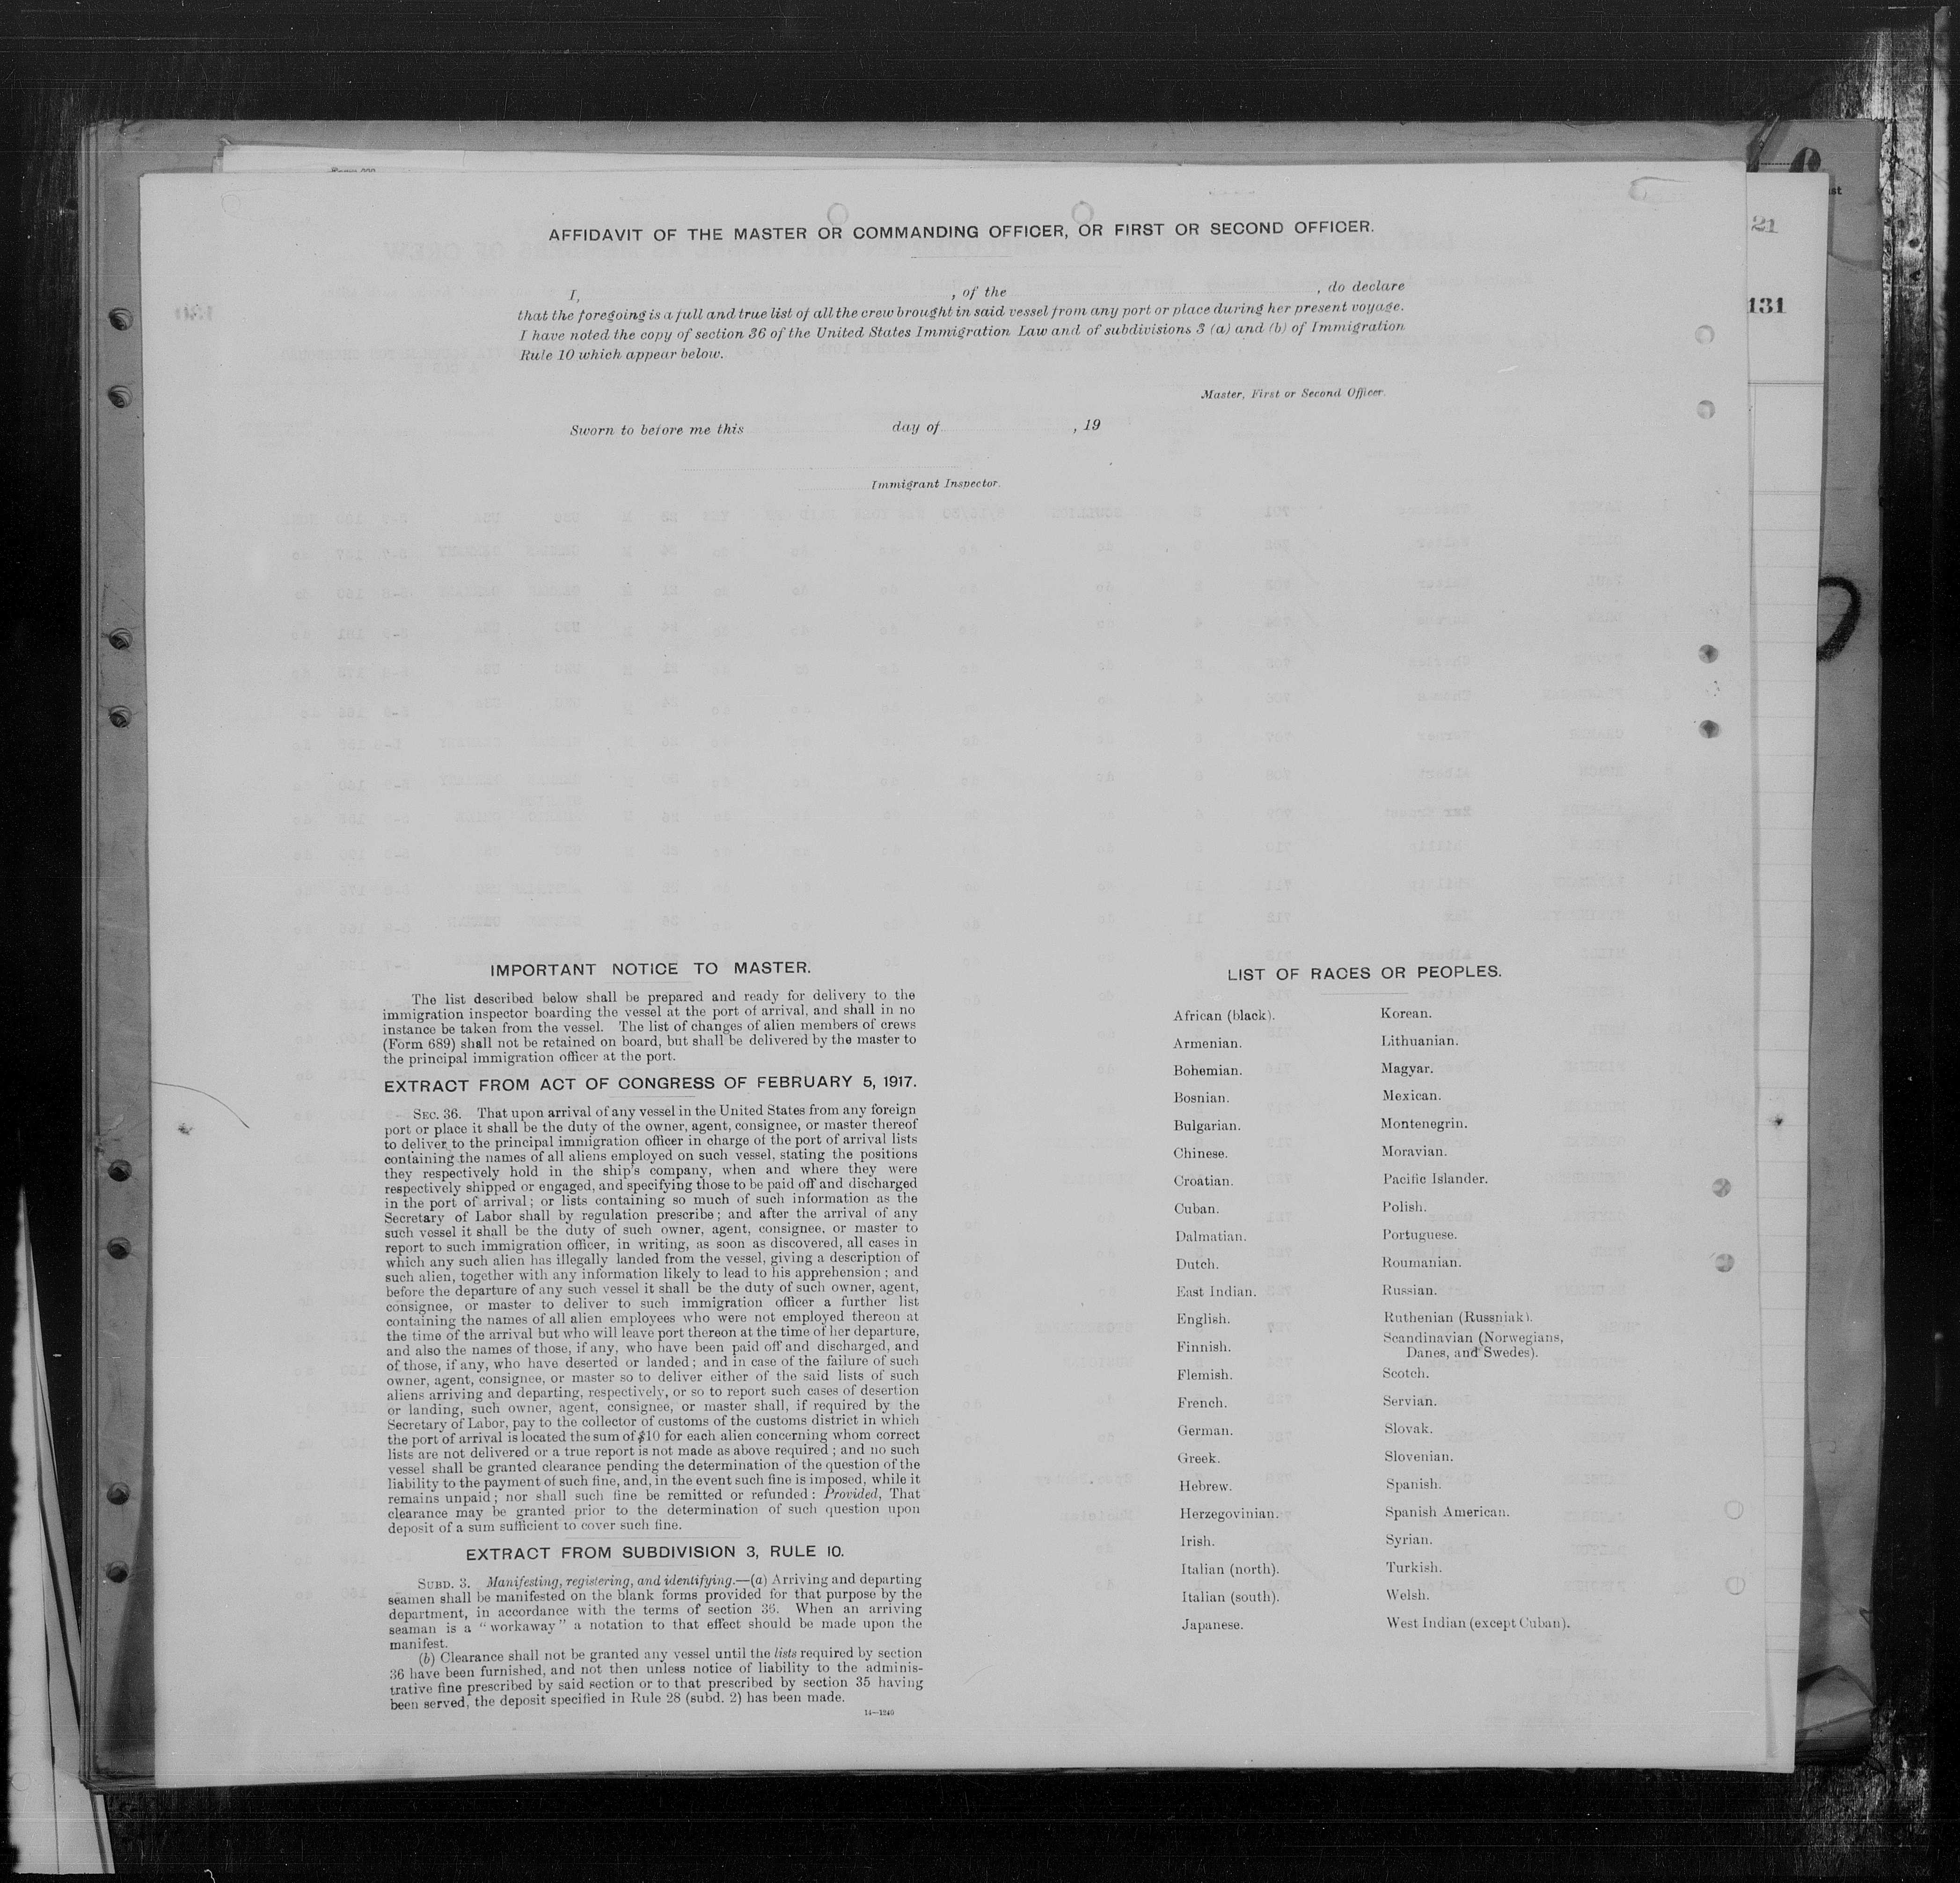 AFFIDAVIT OF THE MASTER OR COMMANDING OFFICER, OR FIRST OR SECOND OFFICER.
I, , of the , do declare
that the foregoing is a full and true list of all the crew brought in said vessel from any port or place during her present voyage.
I have noted the copy of section 36 of the United States Immigration Law and of subdivisions 3 (a) and (b) of Immigration
Rule 10 which appear below.
Master, First or Second Officer.
Sworn to before me this day of , 19
Immigrant Inspector.
21
131
IMPORTANT NOTICE TO MASTER.
The list described below shall be prepared and ready for delivery to the
immigration inspector boarding the vessel at the port of arrival, and shall in no
instance be taken from the vessel. The list of changes of alien members of crews
(Form 689) shall not be retained on board, but shall be delivered by the master to
the principal immigration officer at the port.
EXTRACT FROM ACT OF CONGRESS OF FEBRUARY 5, 1917.
SEC. 36. That upon arrival of any vessel in the United States from any foreign
port or place it shall be the duty of the owner, agent, consignee, or master thereof
to deliver to the principal immigration officer in charge of the port of arrival lists
containing the names of all aliens employed on such vessel, stating the positions
they respectively hold in the ship's company, when and where they were
respectively shipped or engaged, and specifying those to be paid off and discharged
in the port of arrival; or lists containing so much of such information as the
Secretary of Labor shall by regulation prescribe; and after the arrival of any
such vessel it shall be the duty of such owner, agent, consignee, or master to
report to such immigration officer, in writing, as soon as discovered, all cases in
which any such alien has illegally landed from the vessel, giving a description of
such alien, together with any information likely to lead to his apprehension; and
before the departure of any such vessel it shall be the duty of such owner, agent,
consignee, or master to deliver to such immigration officer a further list
containing the names of all alien employees who were not employed thereon at
the time of the arrival but who will leave port thereon at the time of her departure,
and also the names of those, if any, who have been paid off and discharged, and
of those, if any, who have deserted or landed; and in case of the failure of such
owner, agent, consignee, or master so to deliver either of the said lists of such
aliens arriving and departing, respectively, or so to report such cases of desertion
or landing, such owner, agent, consignee, or master shall, if required by the
Secretary of Labor, pay to the collector of customs of the customs district in which
the port of arrival is located the sum of $10 for each alien concerning whom correct
lists are not delivered or a true report is not made as above required; and no such
vessel shall be granted clearance pending the determination of the question of the
liability to the payment of such fine, and, in the event such fine is imposed, while it
remains unpaid; nor shall such fine be remitted or refunded: Provided, That
clearance may be granted prior to the determination of such question upon
deposit of a sum sufficient to cover such fine.
EXTRACT FROM SUBDIVISION 3, RULE 10.
SUBD. 3. Manifesting, registering, and identifying.—(a) Arriving and departing
seamen shall be manifested on the blank forms provided for that purpose by the
department, in accordance with the terms of section 36. When an arriving
seaman is a "workaway" a notation to that effect should be made upon the
manifest.
(b) Clearance shall not be granted any vessel until the lists required by section
36 have been furnished, and not then unless notice of liability to the adminis-
trative fine prescribed by said section or to that prescribed by section 35 having
been served, the deposit specified in Rule 28 (subd. 2) has been made.
14—1240
LIST OF RACES OR PEOPLES.
African (black).
Armenian.
Bohemian.
Bosnian.
Bulgarian.
Chinese.
Croatian.
Cuban.
Dalmatian.
Dutch.
East Indian.
English.
Finnish.
Flemish.
French.
German.
Greek.
Hebrew.
Herzegovinian.
Irish.
Italian (north).
Italian (south).
Japanese.
Korean.
Lithuanian.
Magyar.
Mexican.
Montenegrin.
Moravian.
Pacific Islander.
Polish.
Portuguese.
Roumanian.
Russian.
Ruthenian (Russniak).
Scandinavian (Norwegians,
Danes, and Swedes).
Scotch.
Servian.
Slovak.
Slovenian.
Spanish.
Spanish American.
Syrian.
Turkish.
Welsh.
West Indian (except Cuban).